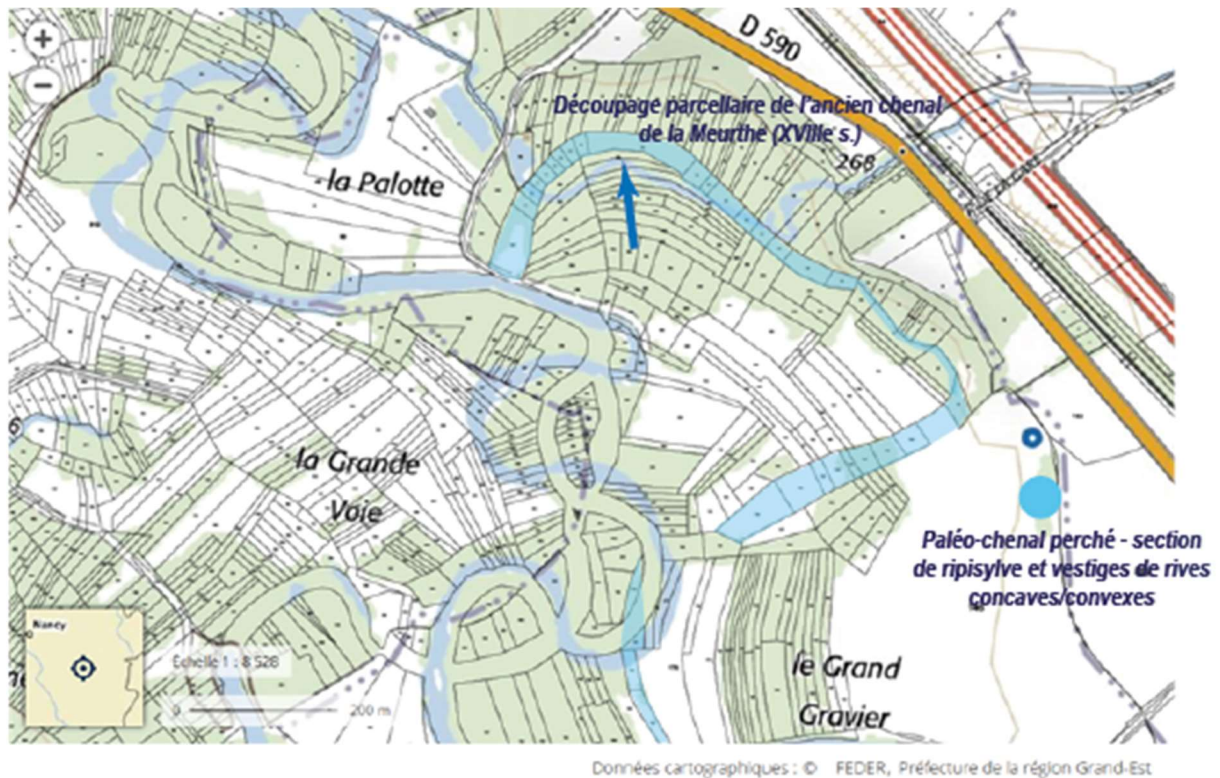 +
−
D 590
Découpage parcellaire de l'ancien chenal
de la Meurthe (XVIIIe s.)
268
la Palotte
la Grande
Voie
Paléo-chenal perché - section
de ripisylve et vestiges de rives
concaves/convexes
Nancy
Echelle 1 : 8 528
0 200 m
le Grand
Gravier
Données cartographiques : © FEDER, Préfecture de la région Grand-Est